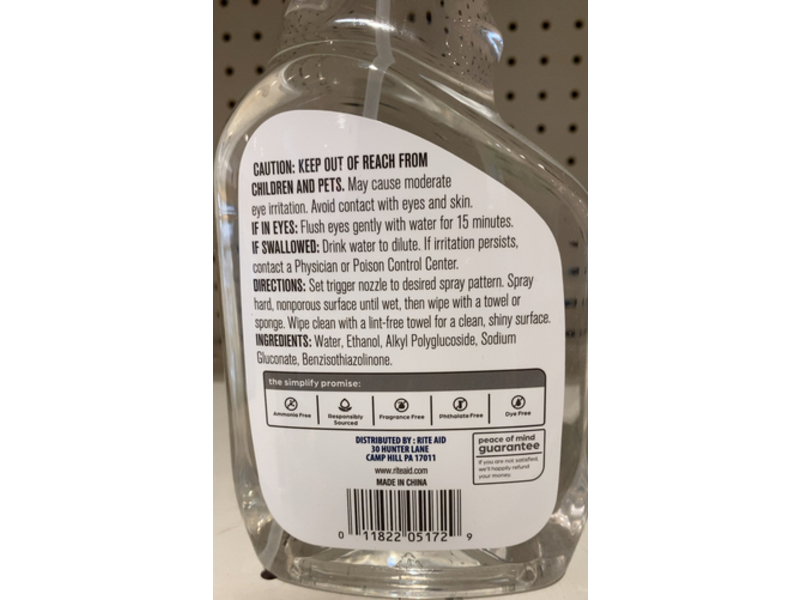 CAUTION: KEEP OUT OF REACH FROM
CHILDREN AND PETS. May cause moderate
eye irritation. Avoid contact with eyes and skin.
IF IN EYES: Flush eyes gently with water for 15 minutes.
IF SWALLOWED: Drink water to dilute. If irritation persists,
contact a Physician or Poison Control Center.
DIRECTIONS: Set trigger nozzle to desired spray pattern. Spray
hard, nonporous surface until wet, then wipe with a towel or
sponge. Wipe clean with a lint-free towel for a clean, shiny surface.
INGREDIENTS: Water, Ethanol, Alkyl Polyglucoside, Sodium
Gluconate, Benzisothiazolinone.
the simplify promise:
Ammonia Free
Responsibly
Sourced
Fragrance Free
Phthalate Free
Dye Free
DISTRIBUTED BY : RITE AID
30 HUNTER LANE
CAMP HILL PA 17011
www.riteaid.com
MADE IN CHINA
peace of mind
guarantee
If you are not satisfied,
we'll happily refund
your money.
0 11822 05172 9